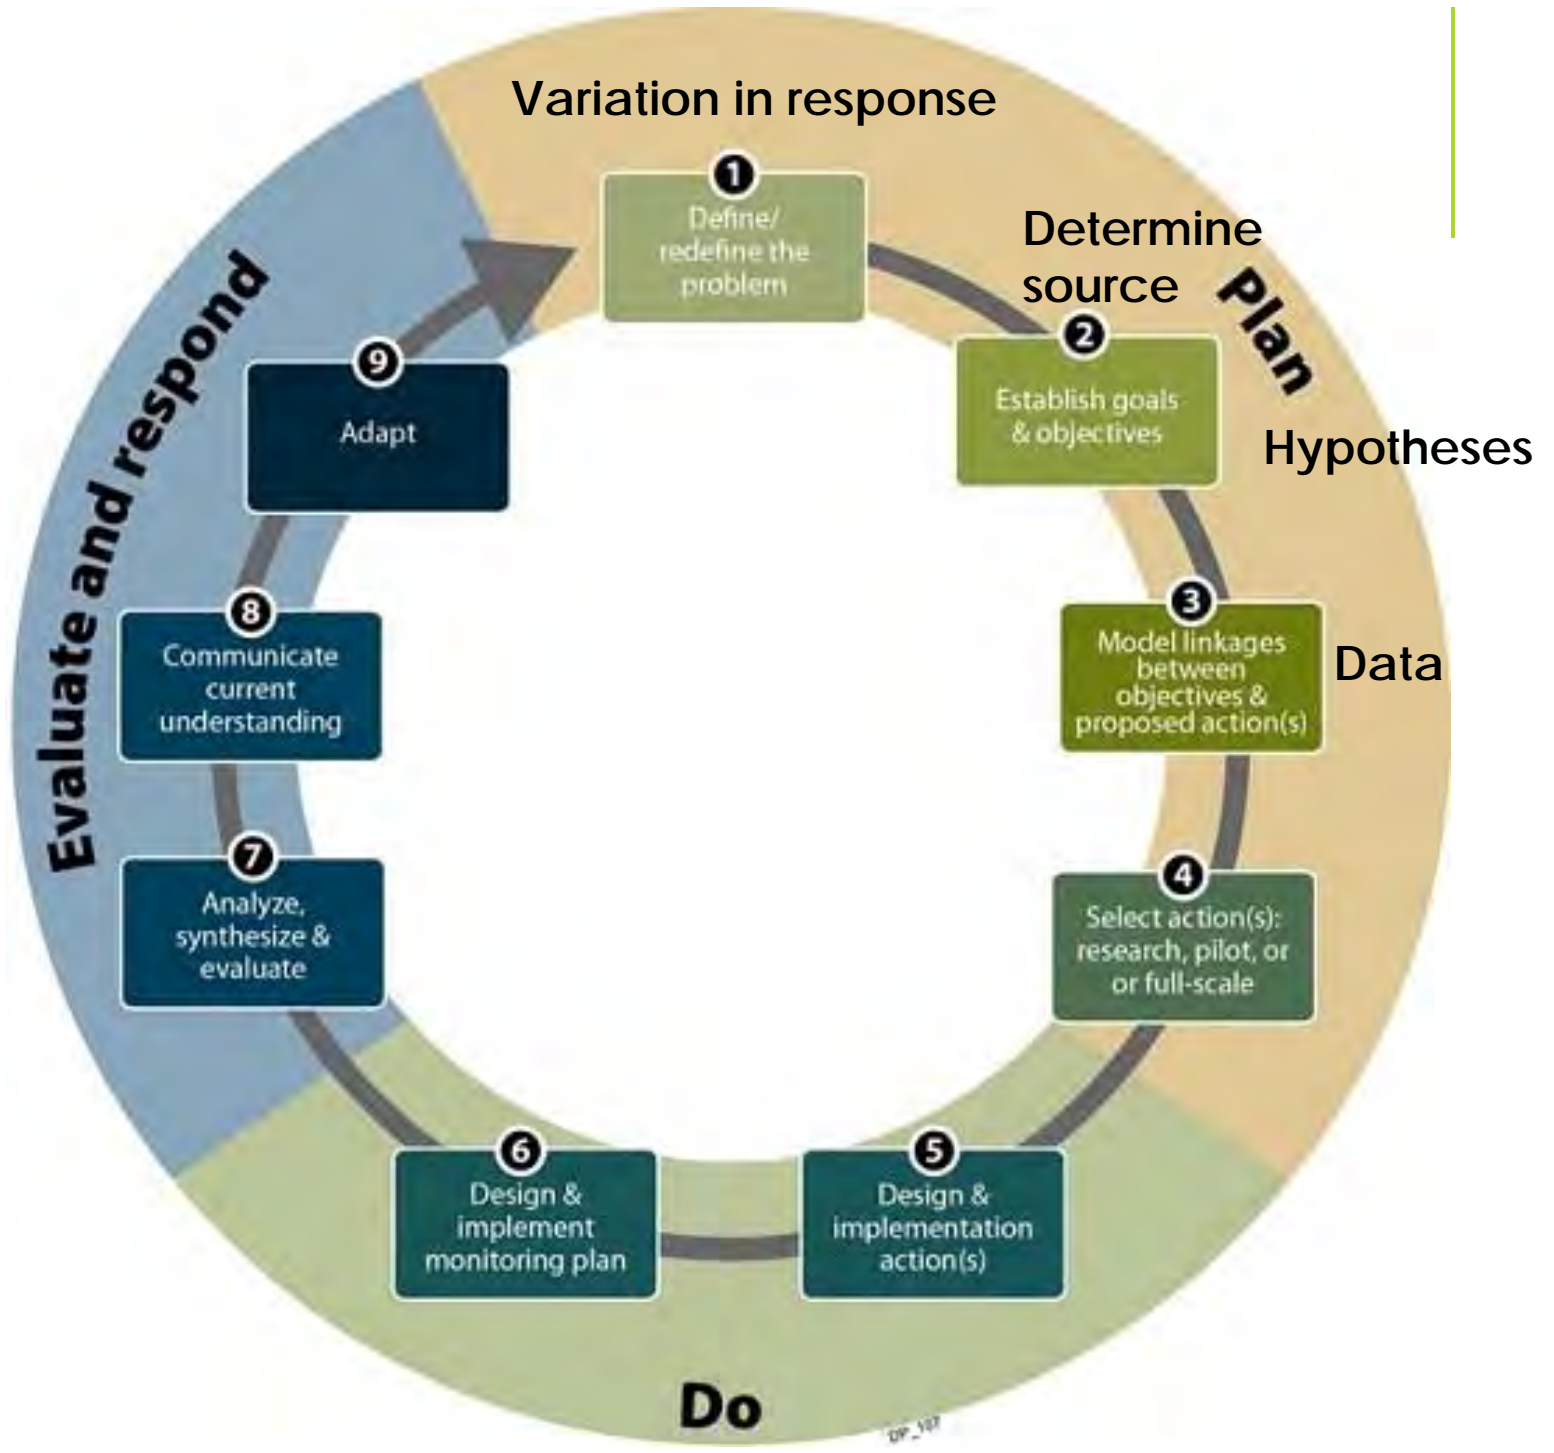 Variation in response
1
Define/
redefine the
problem
Determine
source
Plan
2
Establish goals
& objectives
Hypotheses
3
Model linkages
between
objectives &
proposed action(s)
Data
4
Select action(s):
research, pilot, or
or full-scale
5
Design &
implementation
action(s)
6
Design &
implement
monitoring plan
Do
7
Analyze,
synthesize &
evaluate
8
Communicate
current
understanding
9
Adapt
Evaluate and respond